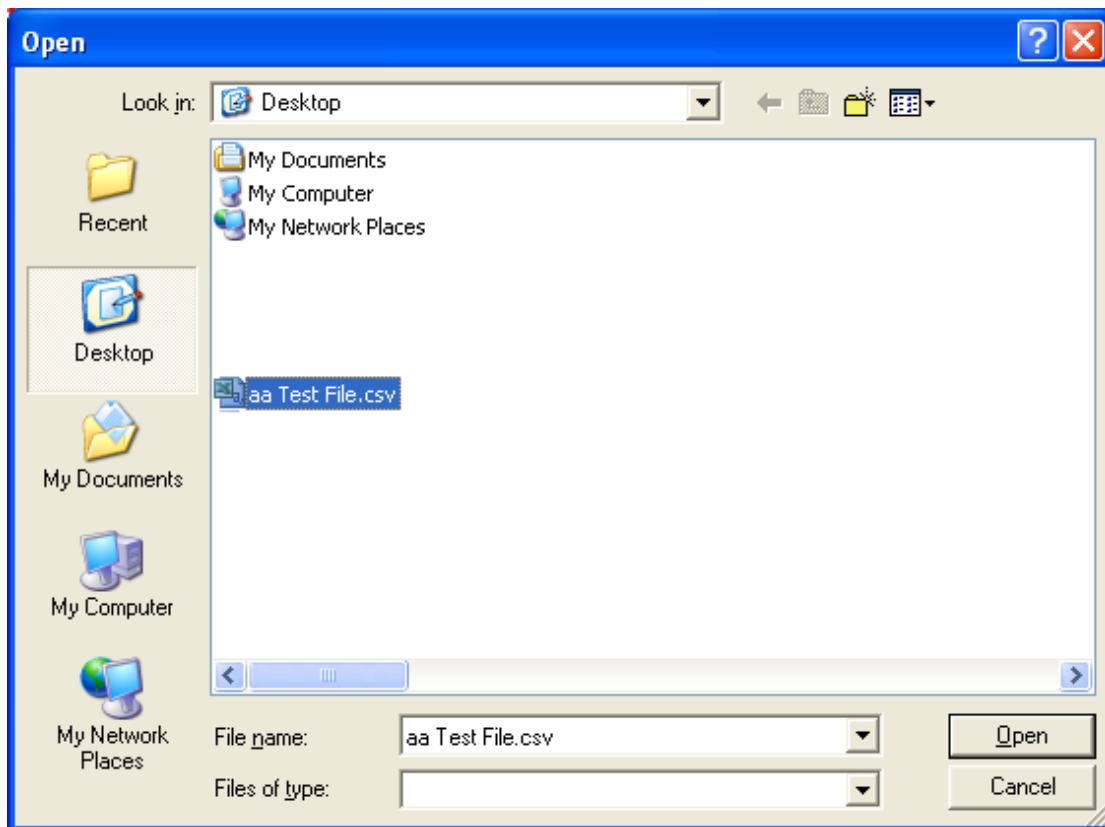 Open
Look in:
Desktop
My Documents
My Computer
My Network Places
aa Test File.csv
Recent
Desktop
My Documents
My Computer
My Network
Places
File name:
aa Test File.csv
Open
Files of type:
Cancel